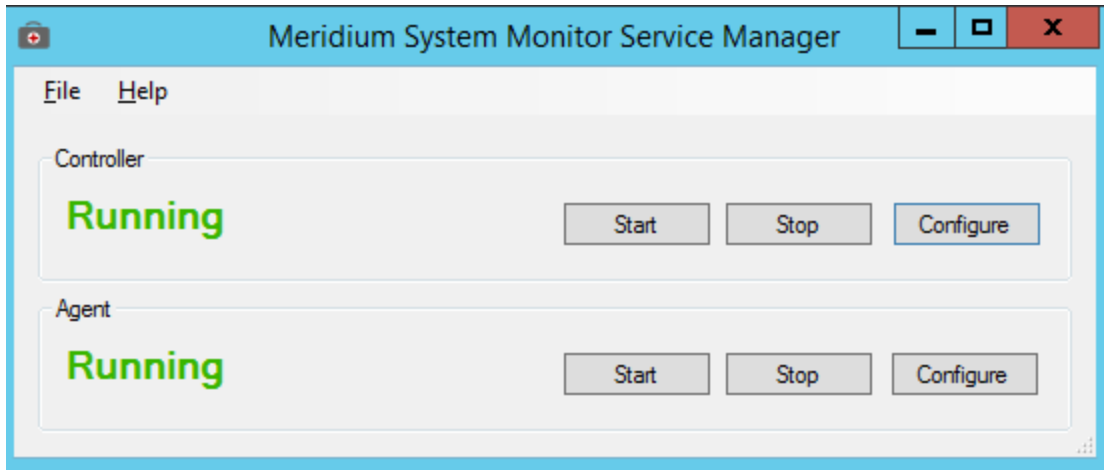 Meridium System Monitor Service Manager
File Help
Controller
Running Start Stop Configure
Agent
Running Start Stop Configure